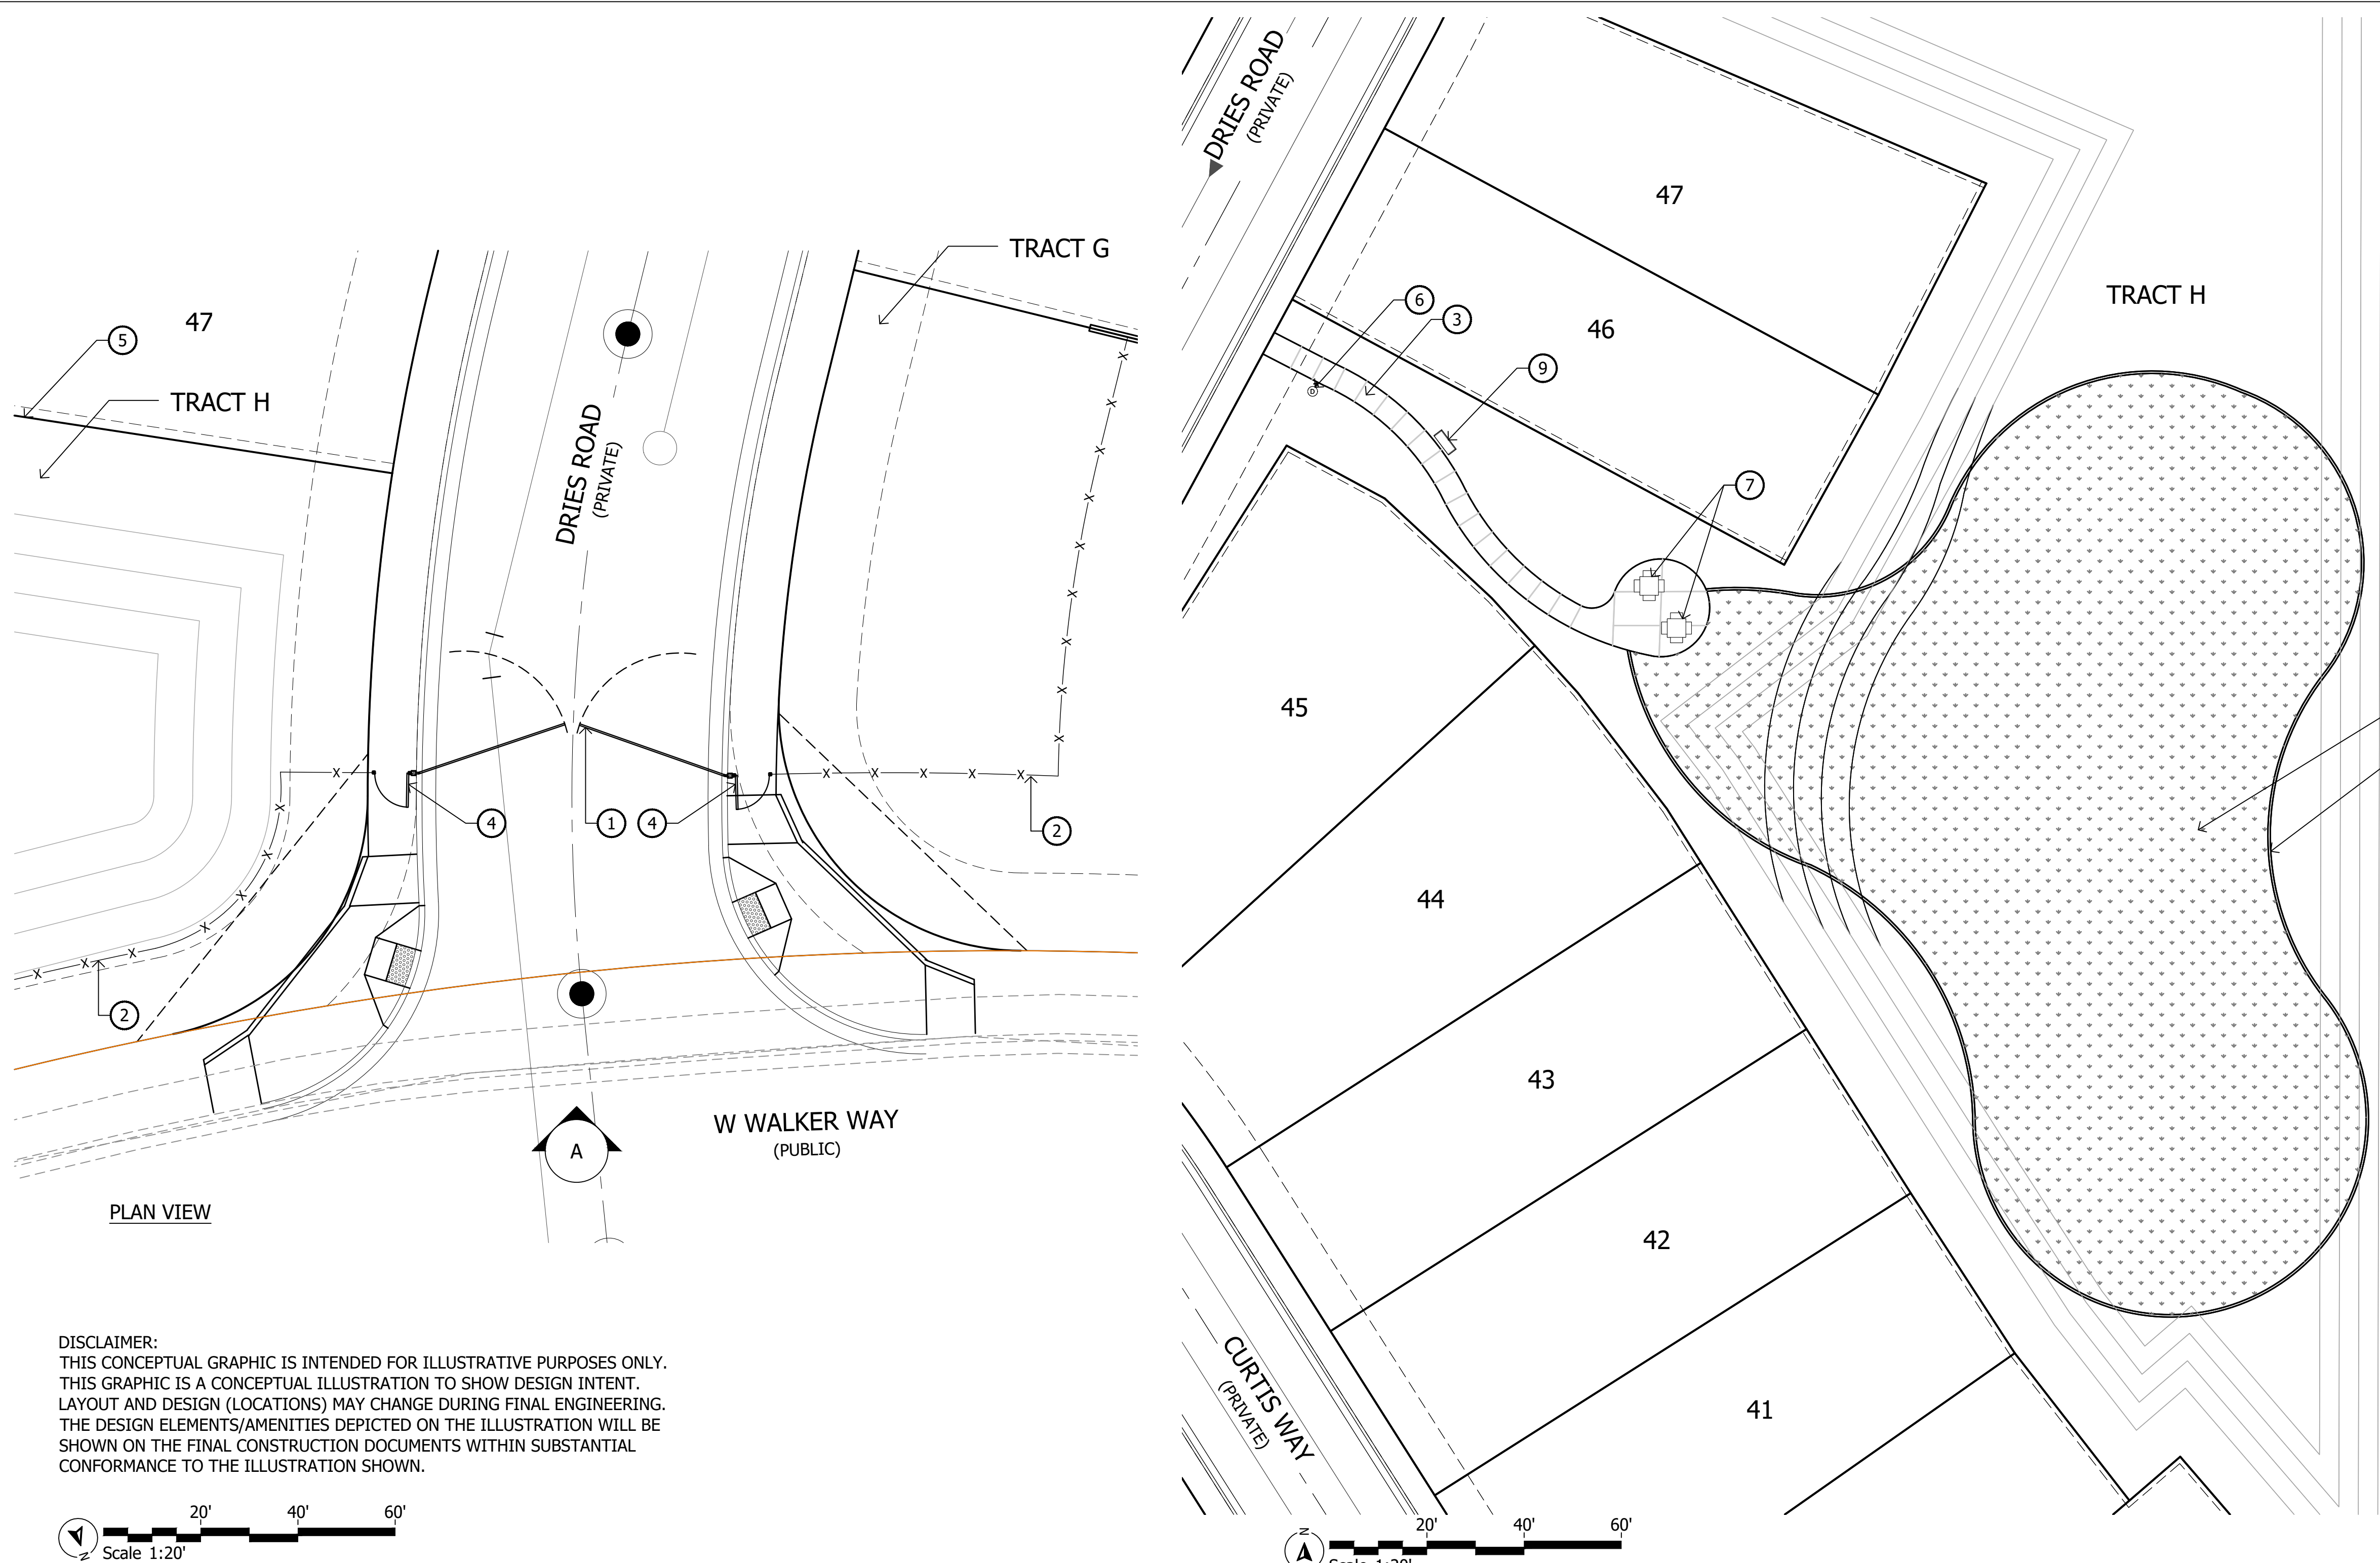 TRACT G
47
5
TRACT H
DRIES ROAD
(PRIVATE)
4
1
4
2
2
A
W WALKER WAY
(PUBLIC)
PLAN VIEW
DISCLAIMER:
THIS CONCEPTUAL GRAPHIC IS INTENDED FOR ILLUSTRATIVE PURPOSES ONLY.
THIS GRAPHIC IS A CONCEPTUAL ILLUSTRATION TO SHOW DESIGN INTENT.
LAYOUT AND DESIGN (LOCATIONS) MAY CHANGE DURING FINAL ENGINEERING.
THE DESIGN ELEMENTS/AMENITIES DEPICTED ON THE ILLUSTRATION WILL BE
SHOWN ON THE FINAL CONSTRUCTION DOCUMENTS WITHIN SUBSTANTIAL
CONFORMANCE TO THE ILLUSTRATION SHOWN.
20' 40' 60'
N
Scale 1:20'
DRIES ROAD
(PRIVATE)
47
TRACT H
6
3
46
9
7
D
45
44
43
42
41
CURTIS WAY
(PRIVATE)
20' 40' 60'
N
Scale 1:20'